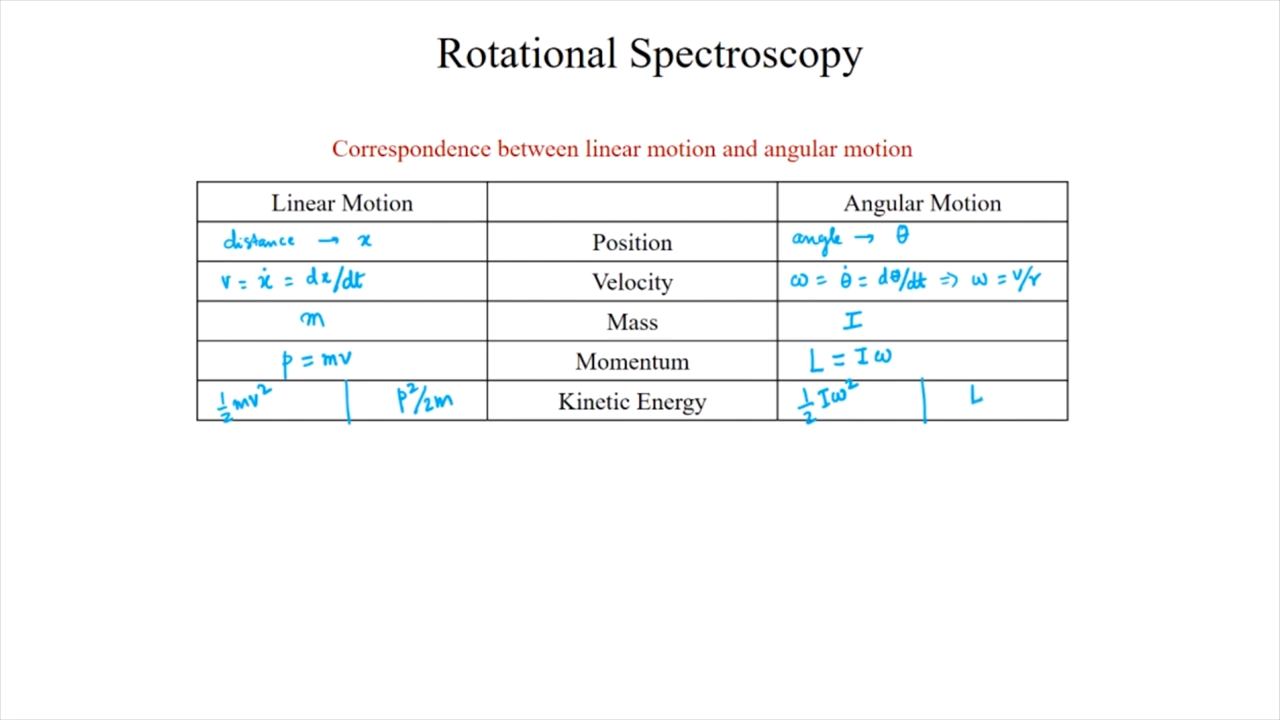 Rotational Spectroscopy
Correspondence between linear motion and angular motion
Linear Motion Angular Motion
distance → x Position angle → θ
v = ẋ = dx/dt Velocity ω = θ̇ = dθ/dt ⇒ ω = v/r
m Mass I
p = mv Momentum L = Iω
½mv² | p²/2m Kinetic Energy ½Iω² | L